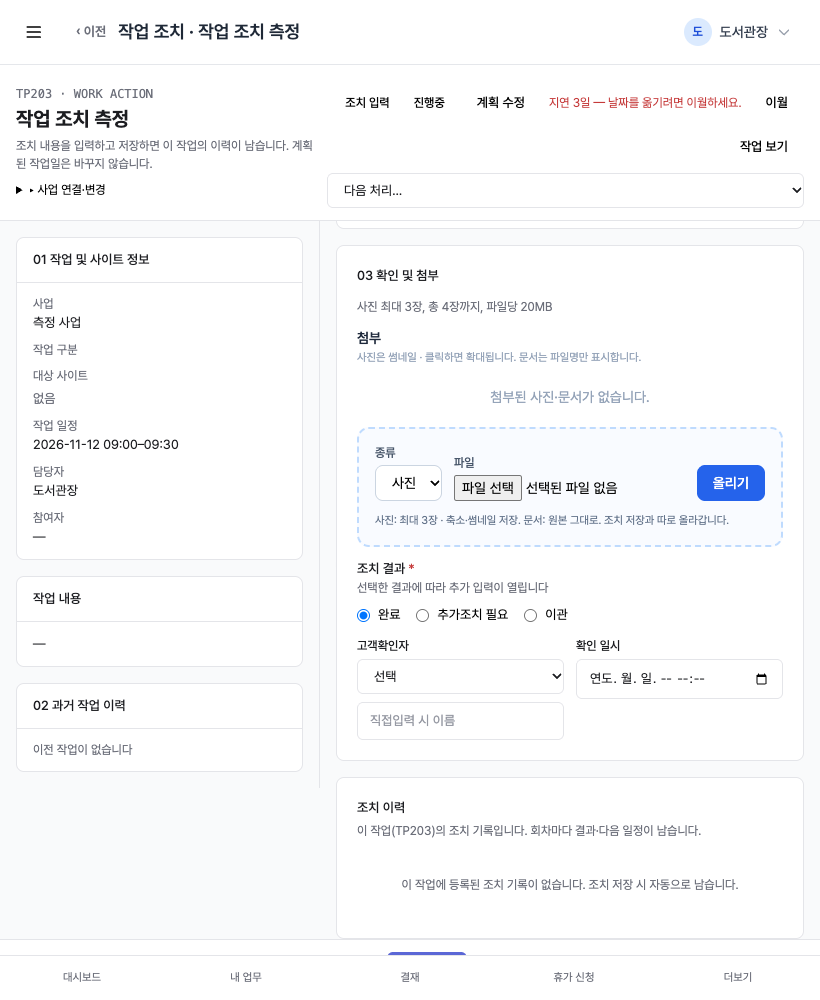 ‹ 이전 작업 조치 · 작업 조치 측정
도 도서관장
TP203 · WORK ACTION
작업 조치 측정
조치 내용을 입력하고 저장하면 이 작업의 이력이 남습니다. 계획
된 작업일은 바꾸지 않습니다.
▶ ▸ 사업 연결·변경
조치 입력 진행중 계획 수정 지연 3일 — 날짜를 옮기려면 이월하세요. 이월
작업 보기
다음 처리...
01 작업 및 사이트 정보
사업
측정 사업
작업 구분
대상 사이트
없음
작업 일정
2026-11-12 09:00–09:30
담당자
도서관장
참여자
—
작업 내용
—
02 과거 작업 이력
이전 작업이 없습니다
03 확인 및 첨부
사진 최대 3장, 총 4장까지, 파일당 20MB
첨부
사진은 썸네일 · 클릭하면 확대됩니다. 문서는 파일명만 표시합니다.
첨부된 사진·문서가 없습니다.
종류
사진
파일
파일 선택 선택된 파일 없음
올리기
사진: 최대 3장 · 축소·썸네일 저장. 문서: 원본 그대로. 조치 저장과 따로 올라갑니다.
조치 결과 *
선택한 결과에 따라 추가 입력이 열립니다
완료 추가조치 필요 이관
고객확인자
선택
직접입력 시 이름
확인 일시
연도. 월. 일. -- --:--
조치 이력
이 작업(TP203)의 조치 기록입니다. 회차마다 결과·다음 일정이 남습니다.
이 작업에 등록된 조치 기록이 없습니다. 조치 저장 시 자동으로 남습니다.
대시보드 내 업무 결재 휴가 신청 더보기